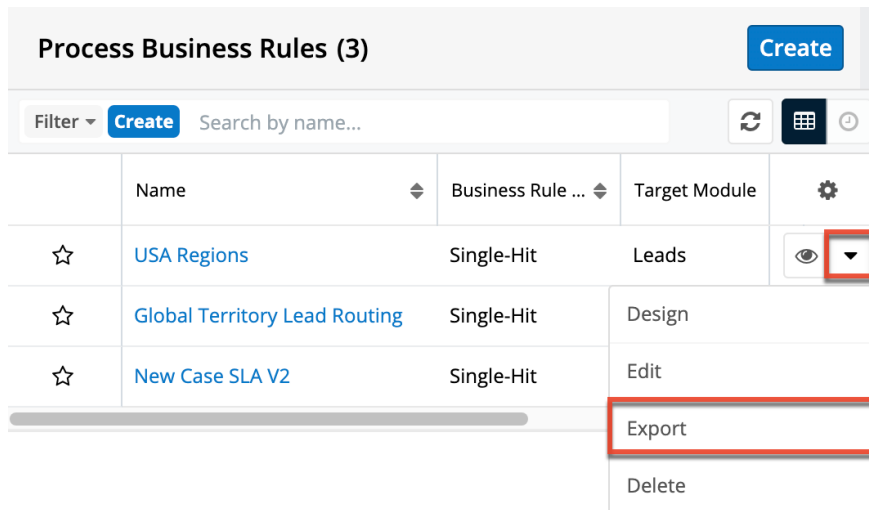 Process Business Rules (3)
Create
Filter Create Search by name...
Name Business Rule ... Target Module
USA Regions Single-Hit Leads
Global Territory Lead Routing Single-Hit
New Case SLA V2 Single-Hit
Design
Edit
Export
Delete